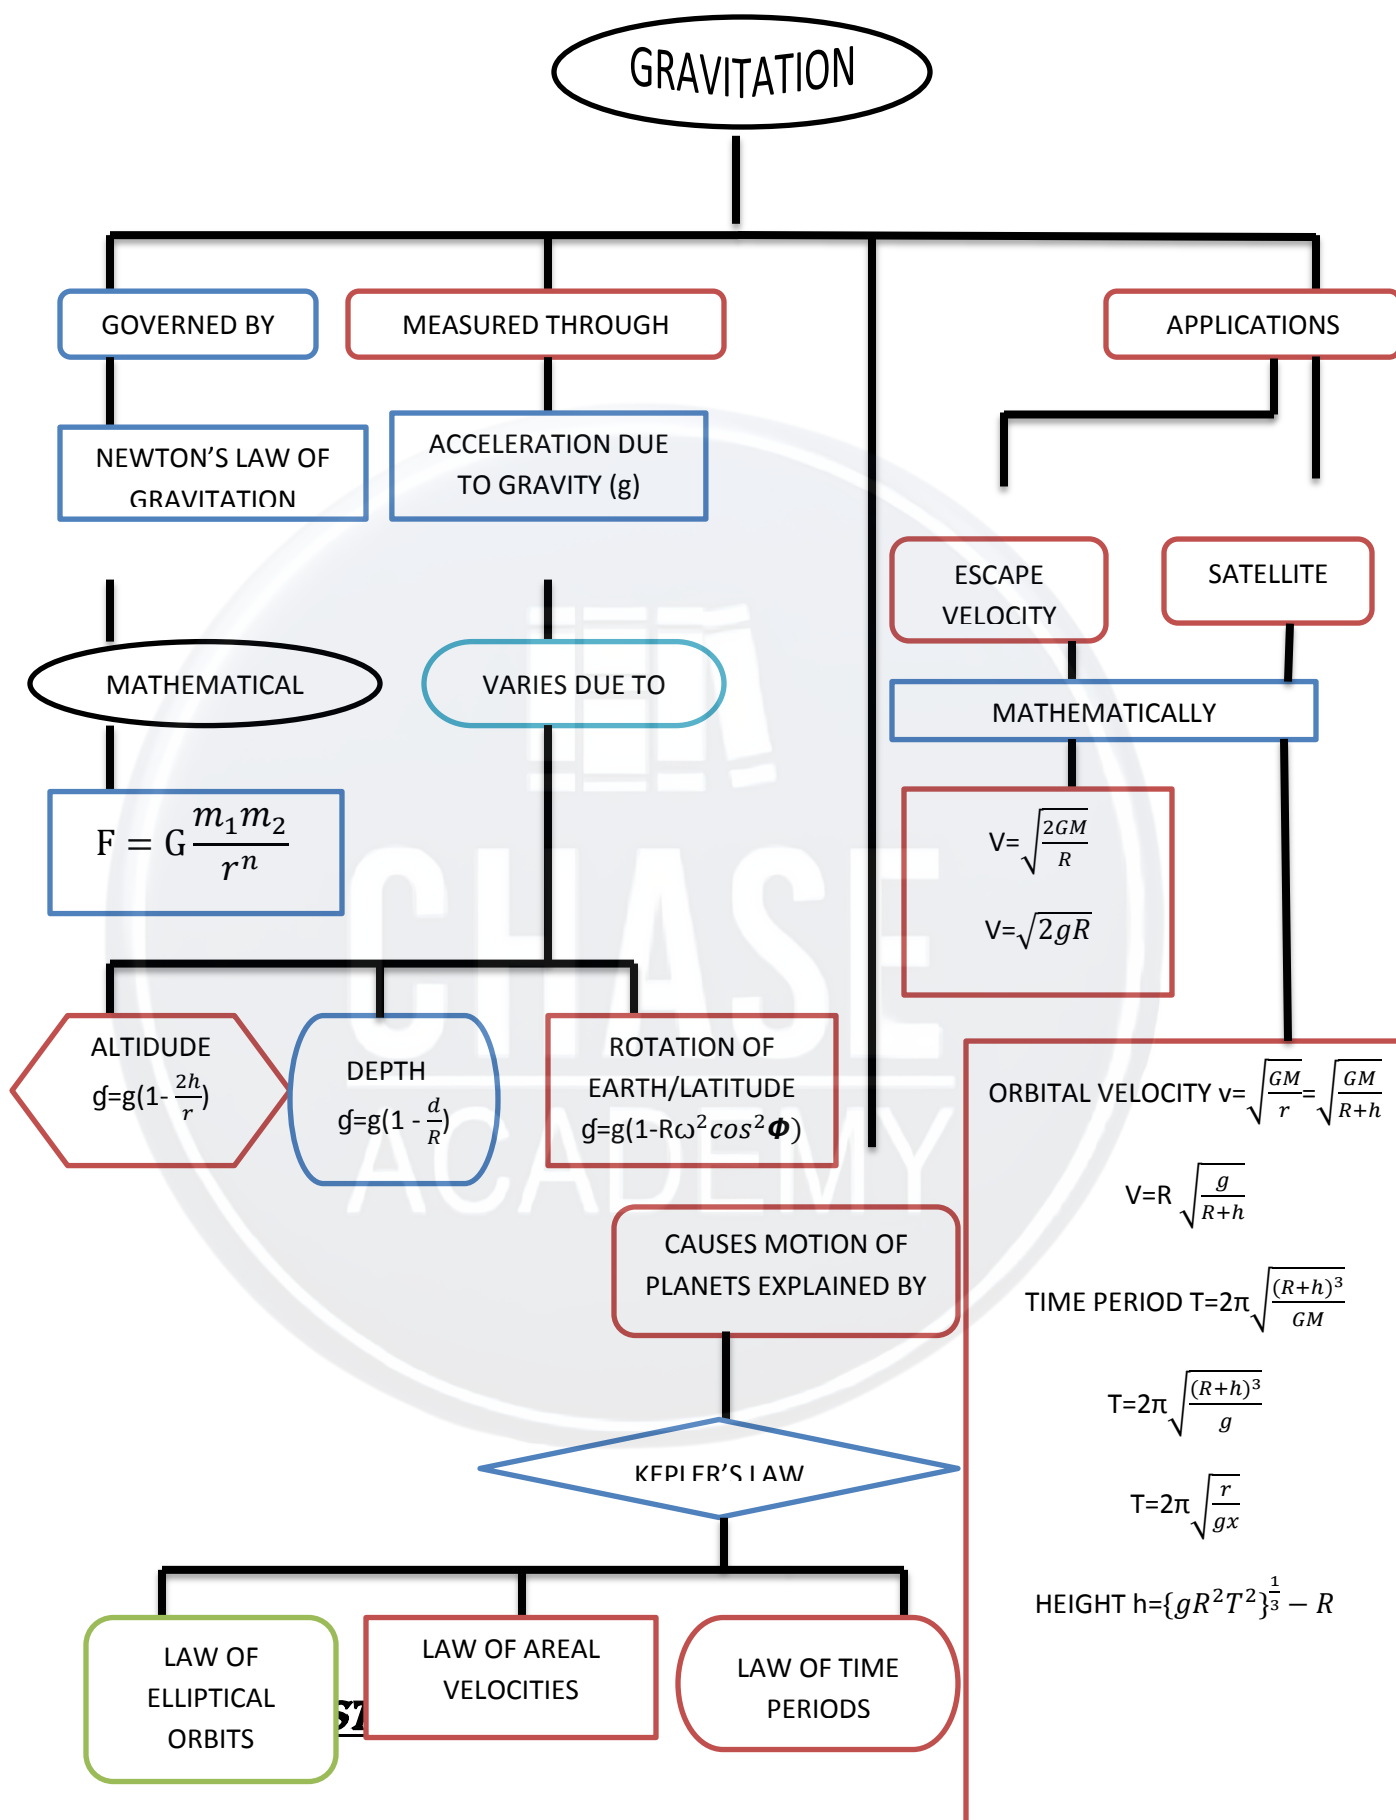 GRAVITATION
GOVERNED BY
MEASURED THROUGH
APPLICATIONS
NEWTON'S LAW OF
GRAVITATION
ACCELERATION DUE
TO GRAVITY (g)
ESCAPE
VELOCITY
SATELLITE
MATHEMATICAL
VARIES DUE TO
MATHEMATICALLY
F = G m₁m₂/rⁿ
V=√(2GM/R)
V=√(2gR)
ALTIDUDE
ɠ=g(1- 2h/r)
DEPTH
ɠ=g(1 - d/R)
ROTATION OF
EARTH/LATITUDE
ɠ=g(1-Rω²cos²Φ)
CAUSES MOTION OF
PLANETS EXPLAINED BY
KEPLER'S LAW
LAW OF
ELLIPTICAL
ORBITS
LAW OF AREAL
VELOCITIES
LAW OF TIME
PERIODS
ORBITAL VELOCITY v=√(GM/r)=√(GM/(R+h))
V=R √(g/(R+h))
TIME PERIOD T=2π√((R+h)³/GM)
T=2π√((R+h)³/g)
T=2π√(r/gx)
HEIGHT h={gR²T²}^(1/3) − R
CHASE
ACADEMY